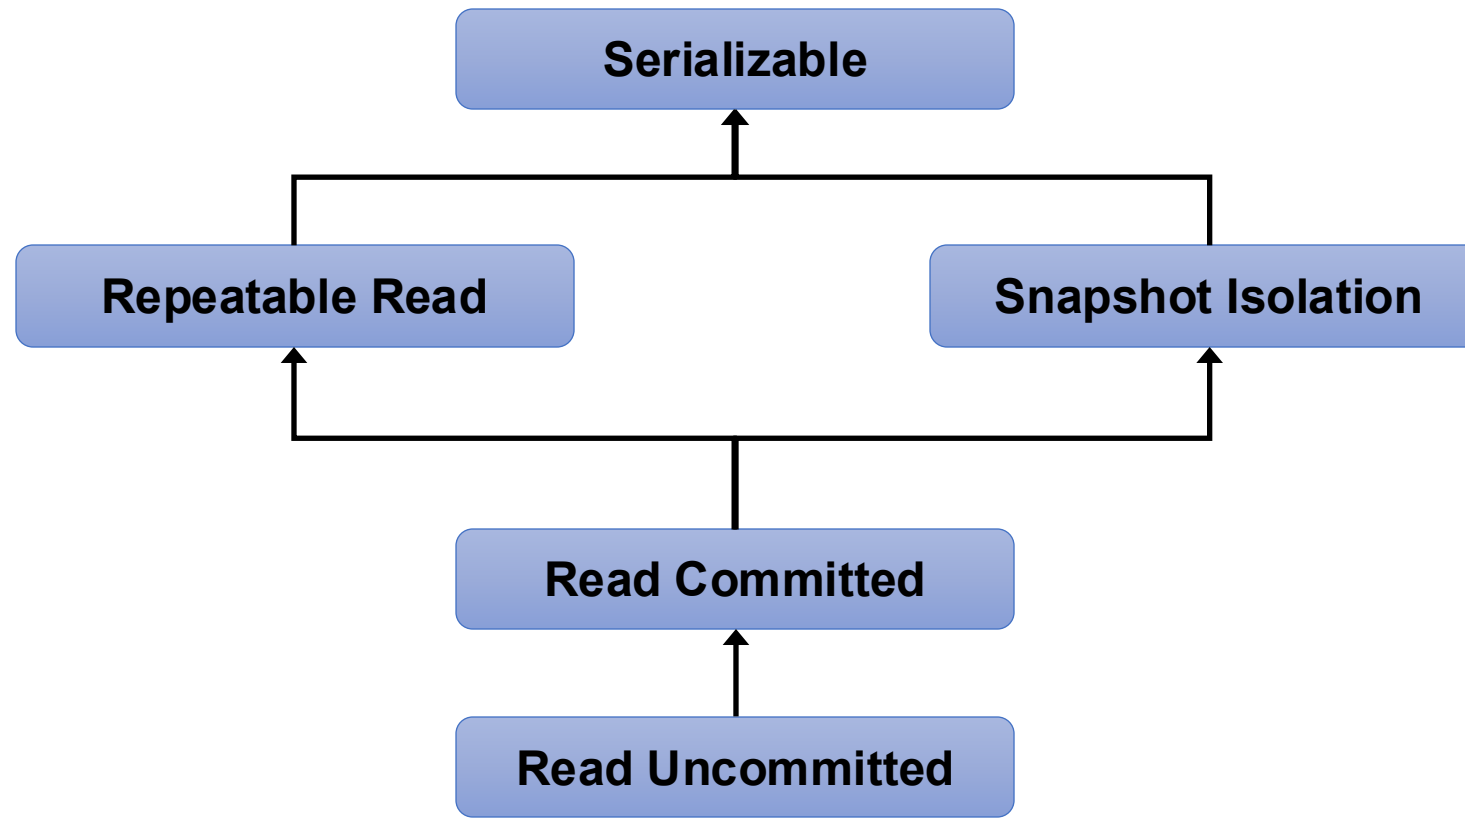 Serializable
Repeatable Read
Snapshot Isolation
Read Committed
Read Uncommitted